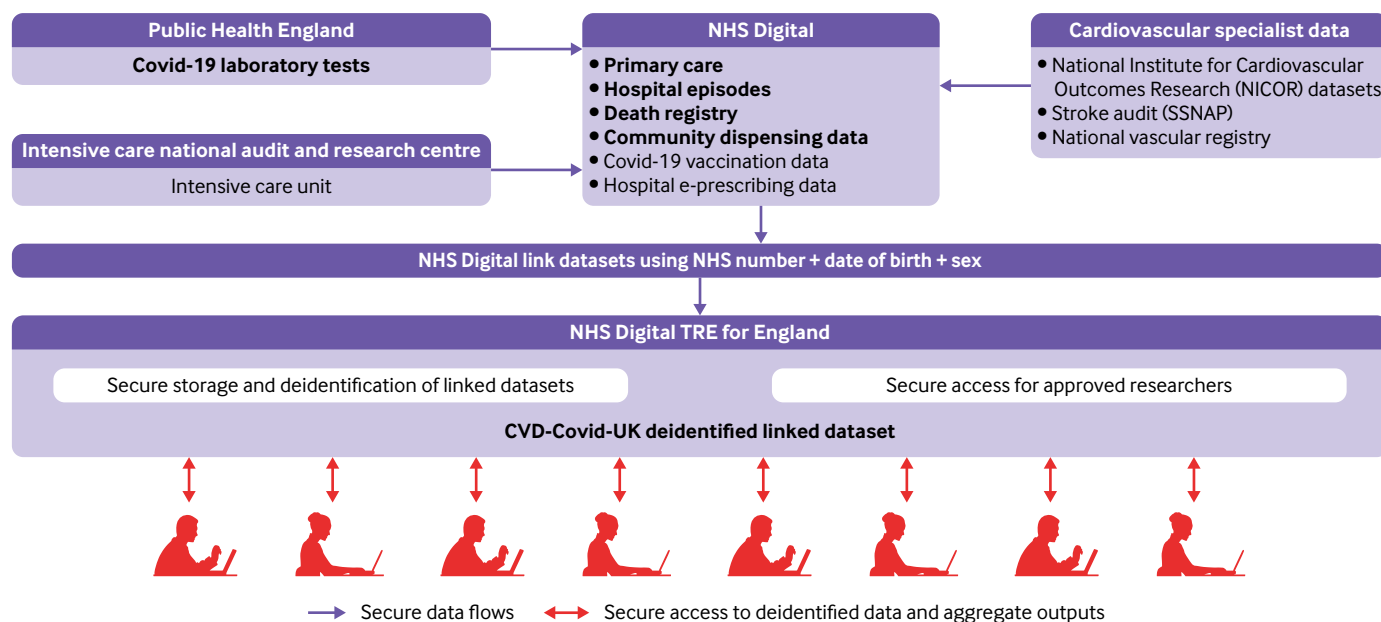 Public Health England
Covid-19 laboratory tests
Intensive care national audit and research centre
Intensive care unit
NHS Digital
• Primary care
• Hospital episodes
• Death registry
• Community dispensing data
• Covid-19 vaccination data
• Hospital e-prescribing data
Cardiovascular specialist data
• National Institute for Cardiovascular
Outcomes Research (NICOR) datasets
• Stroke audit (SSNAP)
• National vascular registry
NHS Digital link datasets using NHS number + date of birth + sex
NHS Digital TRE for England
Secure storage and deidentification of linked datasets
Secure access for approved researchers
CVD-Covid-UK deidentified linked dataset
Secure data flows
Secure access to deidentified data and aggregate outputs